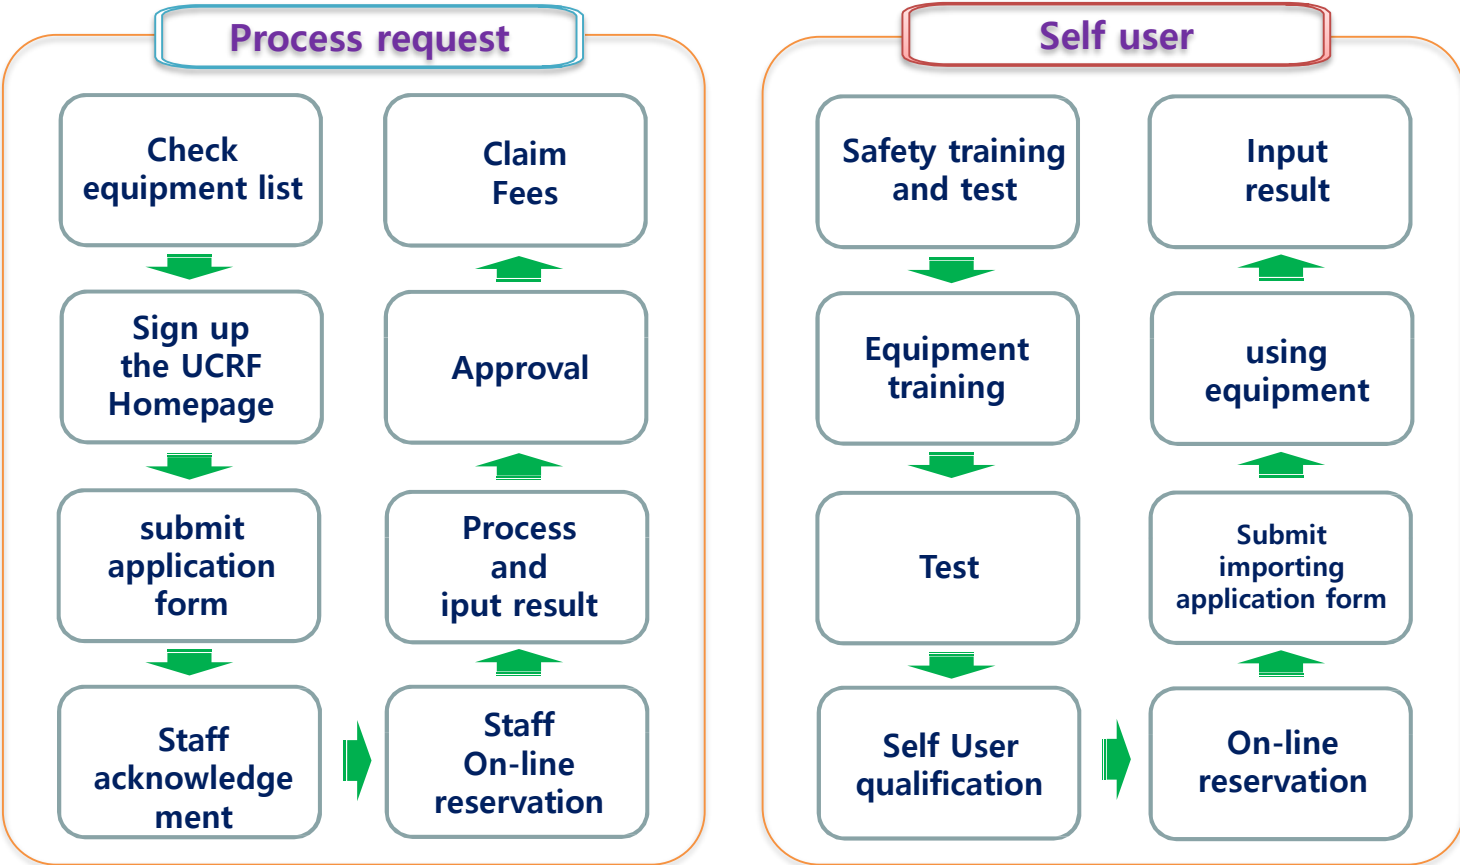 Process request
Check
equipment list
Sign up
the UCRF
Homepage
submit
application
form
Staff
acknowledge
ment
Staff
On-line
reservation
Process
and
iput result
Approval
Claim
Fees
Self user
Safety training
and test
Equipment
training
Test
Self User
qualification
On-line
reservation
Submit
importing
application form
using
equipment
Input
result